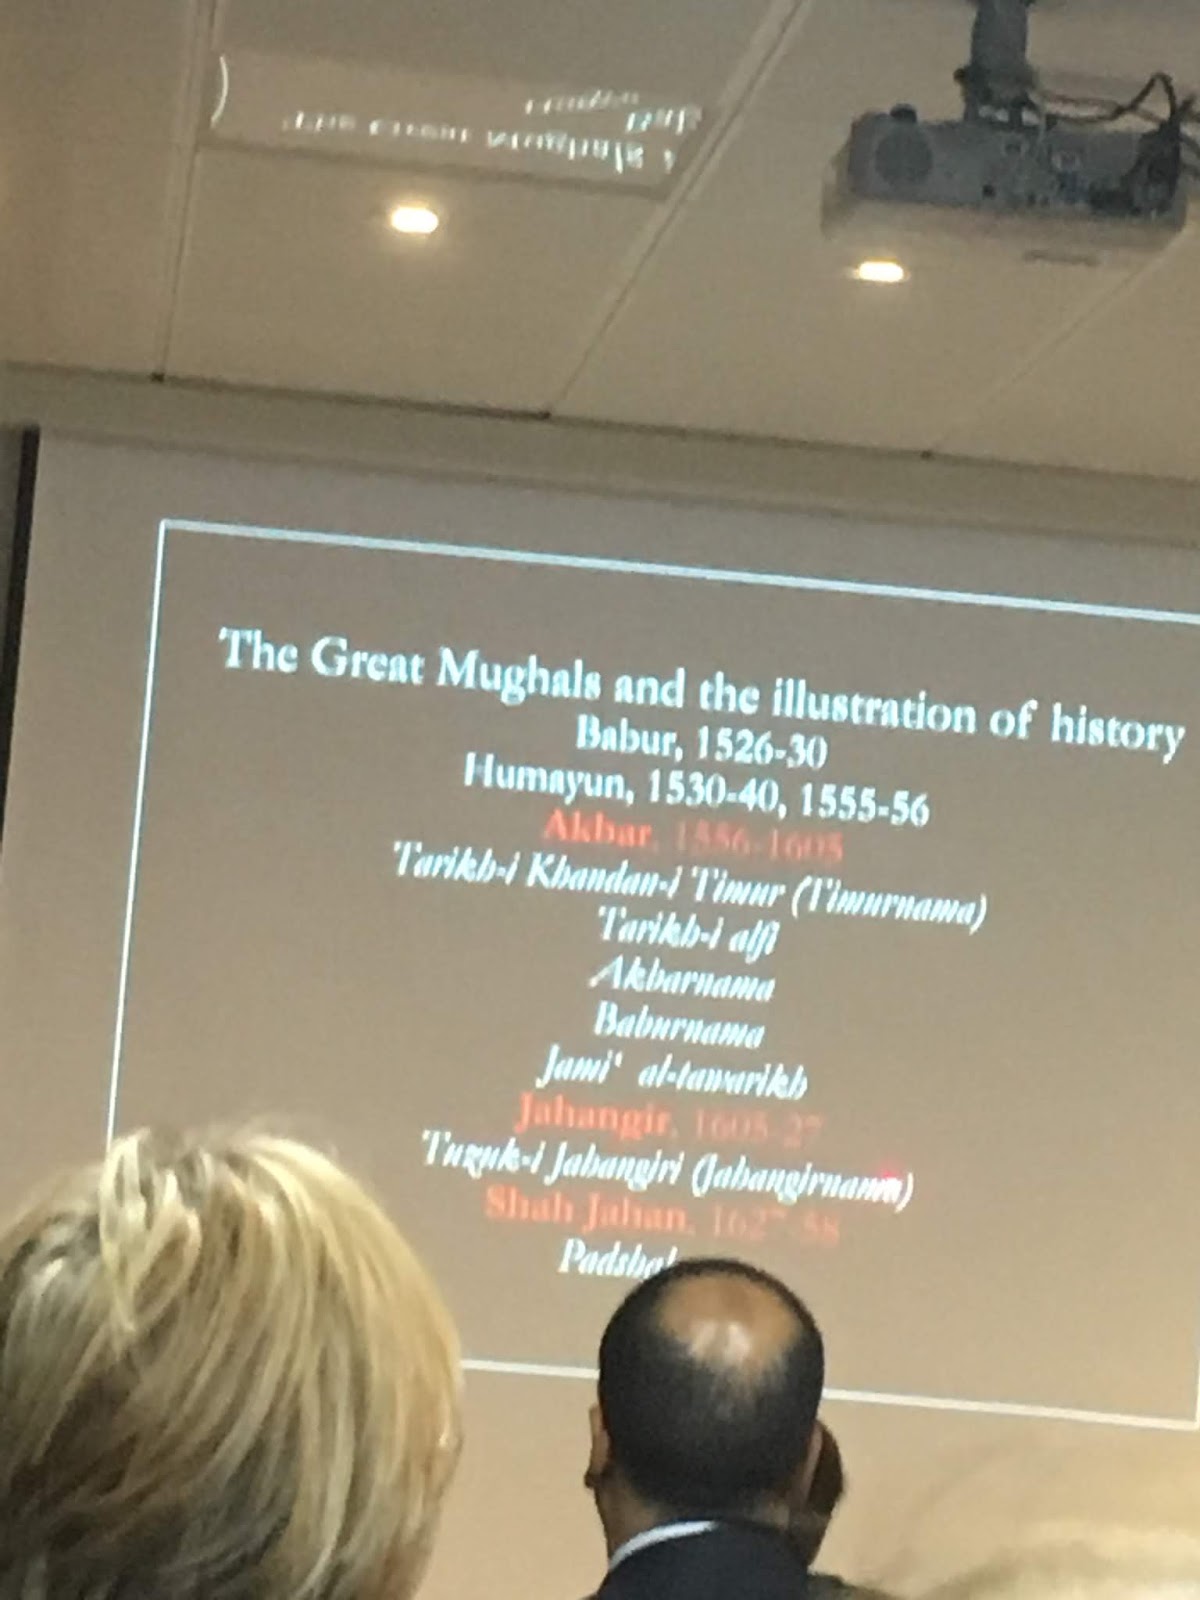 The Great Mughals and the illustration of history
Babur, 1526-30
Humayun, 1530-40, 1555-56
Akbar, 1556-1605
Tarikh-i Khandan-i Timur (Timurnama)
Tarikh-i alfi
Akbarnama
Baburnama
Jami' al-tawarikh
Jahangir, 1605-27
Tuzuk-i Jahangiri (Jahangirnama)
Shah Jahan, 1627-58